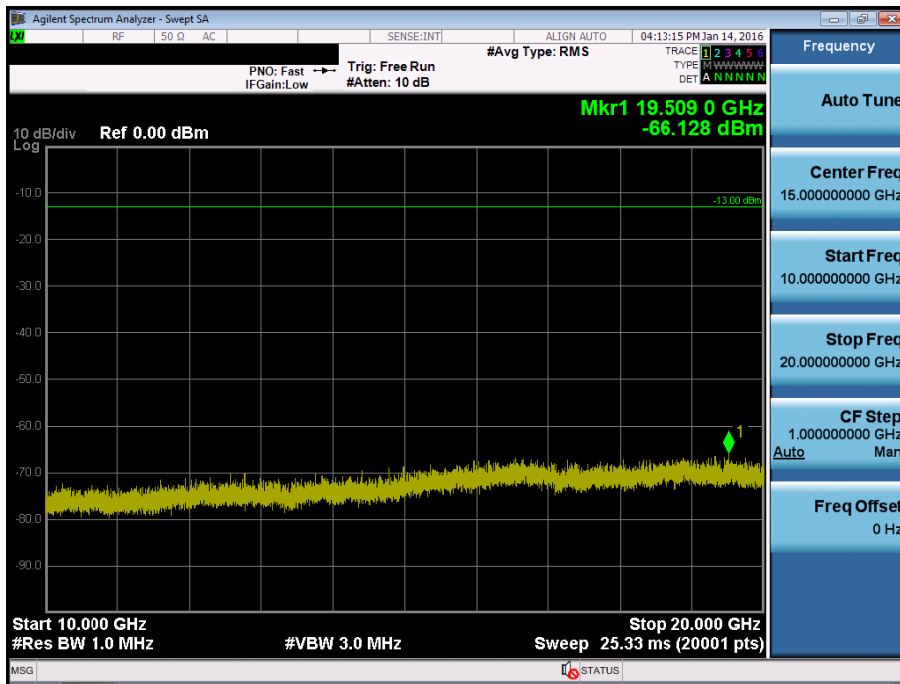 Agilent Spectrum Analyzer - Swept SA
LXI RF 50 Ω AC SENSE:INT ALIGN AUTO 04:13:15 PM Jan 14, 2016
PNO: Fast
IFGain:Low
Trig: Free Run
#Atten: 10 dB
#Avg Type: RMS
TRACE 1 2 3 4 5 6
TYPE M WWWWW
DET A N N N N N
Mkr1 19.509 0 GHz
-66.128 dBm
10 dB/div Ref 0.00 dBm
Log
-10.0
-13.00 dBm
-20.0
-30.0
-40.0
-50.0
-60.0
1
-70.0
-80.0
-90.0
Start 10.000 GHz Stop 20.000 GHz
#Res BW 1.0 MHz #VBW 3.0 MHz Sweep 25.33 ms (20001 pts)
MSG STATUS
Frequency
Auto Tune
Center Freq
15.000000000 GHz
Start Freq
10.000000000 GHz
Stop Freq
20.000000000 GHz
CF Step
1.000000000 GHz
Auto Man
Freq Offset
0 Hz